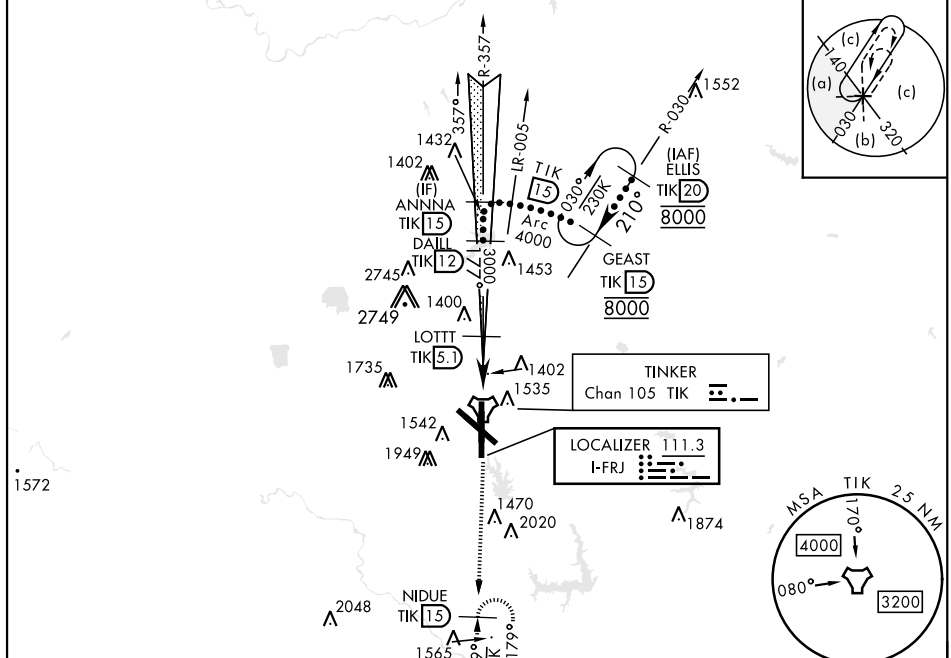 R-357
357°
1432
1402
(IF)
ANNNA
TIK 15
DAILL
TIK 12
3000
LR-005
TIK
15
Arc
4000
1453
030°
230K
210°
R-030
1552
(IAF)
ELLIS
TIK 20
8000
GEAST
TIK 15
8000
2745
2749
1400
LOTTT
TIK 5.1
1735
1402
1535
TINKER
Chan 105 TIK
1542
1949
LOCALIZER 111.3
I-FRJ
1572
1470
2020
1874
NIDUE
TIK 15
2048
1565
179°
(c)
140
(a)
(c)
030
(b)
320
MSA TIK 25 NM
170°
4000
080°
3200